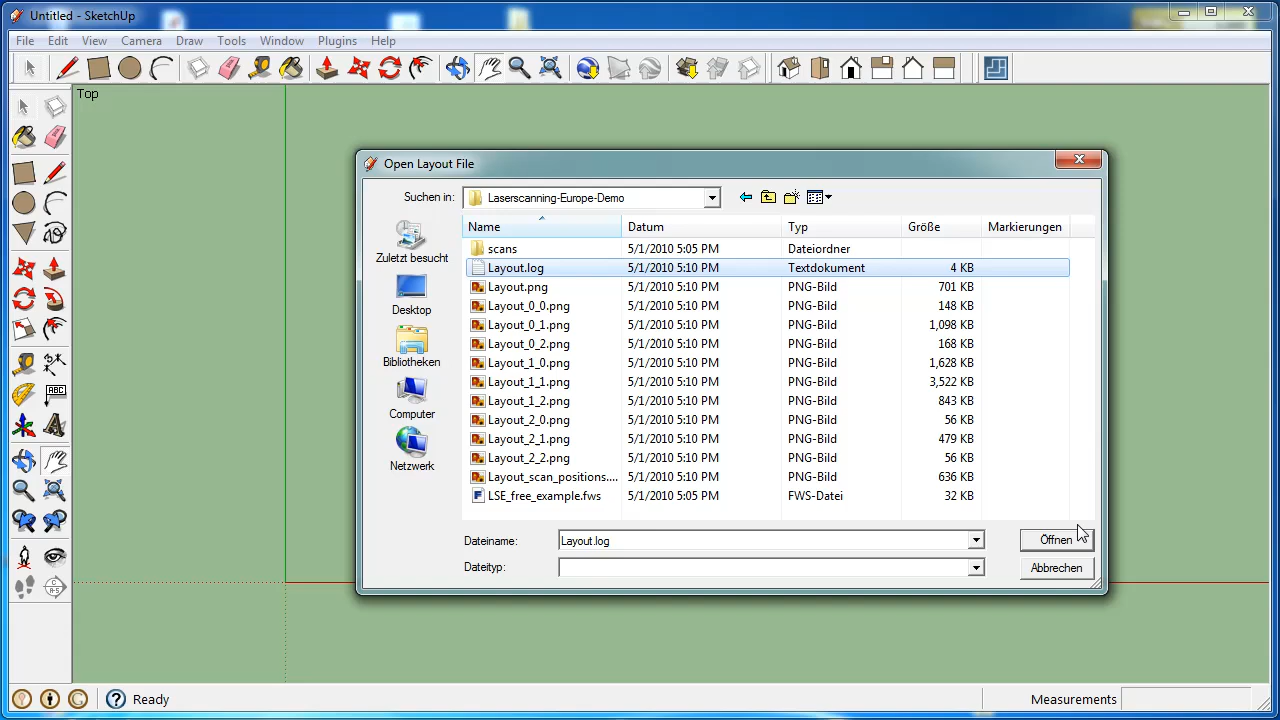 Untitled - SketchUp
File Edit View Camera Draw Tools Window Plugins Help
Top
Open Layout File
Suchen in: Laserscanning-Europe-Demo
Name Datum Typ Größe Markierungen
scans 5/1/2010 5:05 PM Dateiordner
Layout.log 5/1/2010 5:10 PM Textdokument 4 KB
Layout.png 5/1/2010 5:10 PM PNG-Bild 701 KB
Layout_0_0.png 5/1/2010 5:10 PM PNG-Bild 148 KB
Layout_0_1.png 5/1/2010 5:10 PM PNG-Bild 1,098 KB
Layout_0_2.png 5/1/2010 5:10 PM PNG-Bild 168 KB
Layout_1_0.png 5/1/2010 5:10 PM PNG-Bild 1,628 KB
Layout_1_1.png 5/1/2010 5:10 PM PNG-Bild 3,522 KB
Layout_1_2.png 5/1/2010 5:10 PM PNG-Bild 843 KB
Layout_2_0.png 5/1/2010 5:10 PM PNG-Bild 56 KB
Layout_2_1.png 5/1/2010 5:10 PM PNG-Bild 479 KB
Layout_2_2.png 5/1/2010 5:10 PM PNG-Bild 56 KB
Layout_scan_positions.... 5/1/2010 5:10 PM PNG-Bild 636 KB
LSE_free_example.fws 5/1/2010 5:05 PM FWS-Datei 32 KB
Zuletzt besucht
Desktop
Bibliotheken
Computer
Netzwerk
Dateiname: Layout.log Öffnen
Dateityp: Abbrechen
ABC
Ready
Measurements